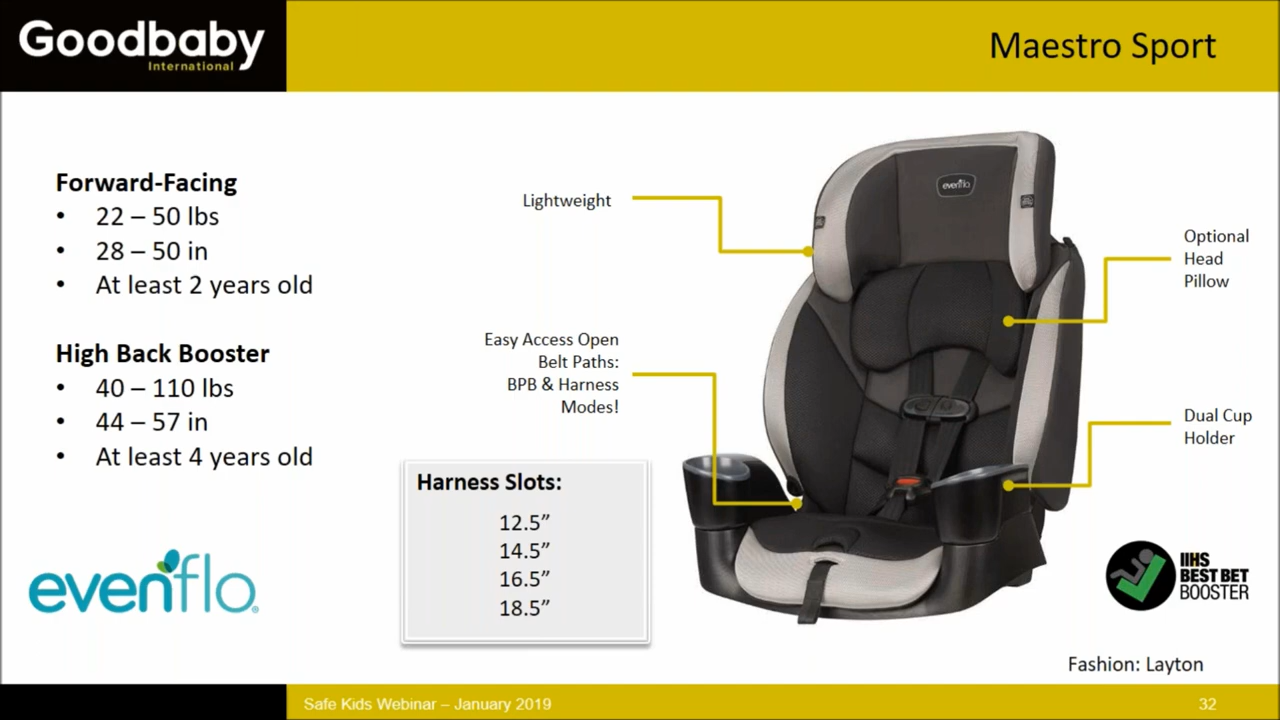 Goodbaby
International
Maestro Sport
Forward-Facing
• 22 – 50 lbs
• 28 – 50 in
• At least 2 years old
High Back Booster
• 40 – 110 lbs
• 44 – 57 in
• At least 4 years old
Lightweight
Easy Access Open
Belt Paths:
BPB & Harness
Modes!
Harness Slots:
12.5”
14.5”
16.5”
18.5”
evenflo
Optional
Head
Pillow
Dual Cup
Holder
evenflo®
IIHS
BEST BET
BOOSTER
Fashion: Layton
Safe Kids Webinar – January 2019
32